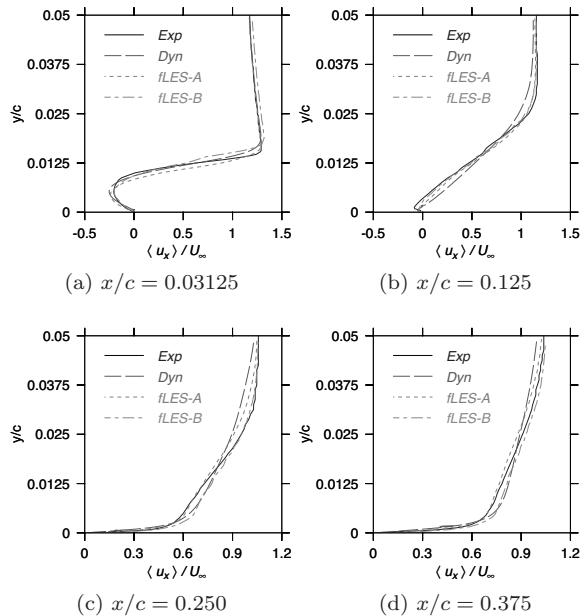 0.05
Exp
Dyn
fLES-A
fLES-B
0.0375
y/c
0.025
0.0125
0
-0.5 0 0.5 1 1.5
⟨ u_x ⟩ / U_∞
(a) x/c = 0.03125
0.05
Exp
Dyn
fLES-A
fLES-B
0.0375
y/c
0.025
0.0125
0
-0.5 0 0.5 1 1.5
⟨ u_x ⟩ / U_∞
(b) x/c = 0.125
0.05
Exp
Dyn
fLES-A
fLES-B
0.0375
y/c
0.025
0.0125
0
0 0.3 0.6 0.9 1.2
⟨ u_x ⟩ / U_∞
(c) x/c = 0.250
0.05
Exp
Dyn
fLES-A
fLES-B
0.0375
y/c
0.025
0.0125
0
0 0.3 0.6 0.9 1.2
⟨ u_x ⟩ / U_∞
(d) x/c = 0.375